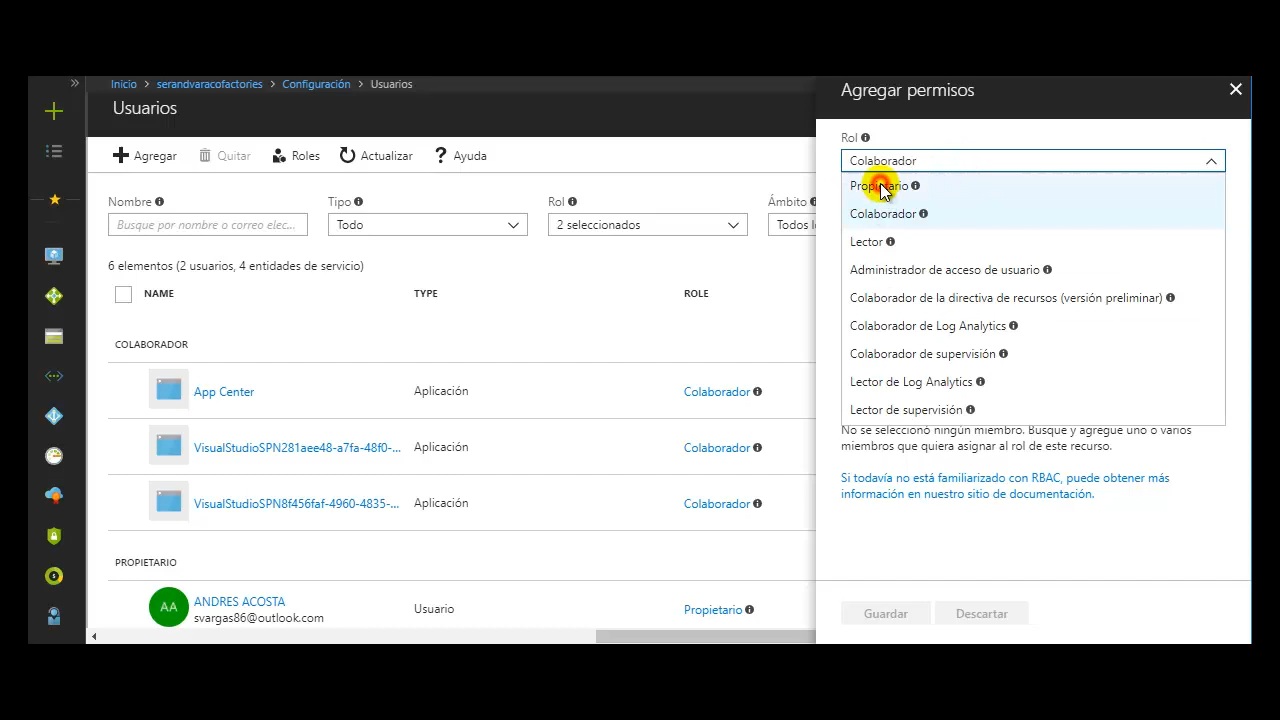 Inicio > serandvaracofactories > Configuración > Usuarios
Usuarios
Agregar Quitar Roles Actualizar Ayuda
Nombre Tipo Rol Ámbito
Busque por nombre o correo elec... Todo 2 seleccionados Todos l
6 elementos (2 usuarios, 4 entidades de servicio)
NAME TYPE ROLE
COLABORADOR
App Center Aplicación Colaborador
VisualStudioSPN281aee48-a7fa-48f0-... Aplicación Colaborador
VisualStudioSPN8f456faf-4960-4835-... Aplicación Colaborador
PROPIETARIO
AA ANDRES ACOSTA Usuario Propietario
svargas86@outlook.com
Agregar permisos
Rol
Colaborador
Propietario
Colaborador
Lector
Administrador de acceso de usuario
Colaborador de la directiva de recursos (versión preliminar)
Colaborador de Log Analytics
Colaborador de supervisión
Lector de Log Analytics
Lector de supervisión
No se seleccionó ningún miembro. Busque y agregue uno o varios
miembros que quiera asignar al rol de este recurso.
Si todavía no está familiarizado con RBAC, puede obtener más
información en nuestro sitio de documentación.
Guardar Descartar